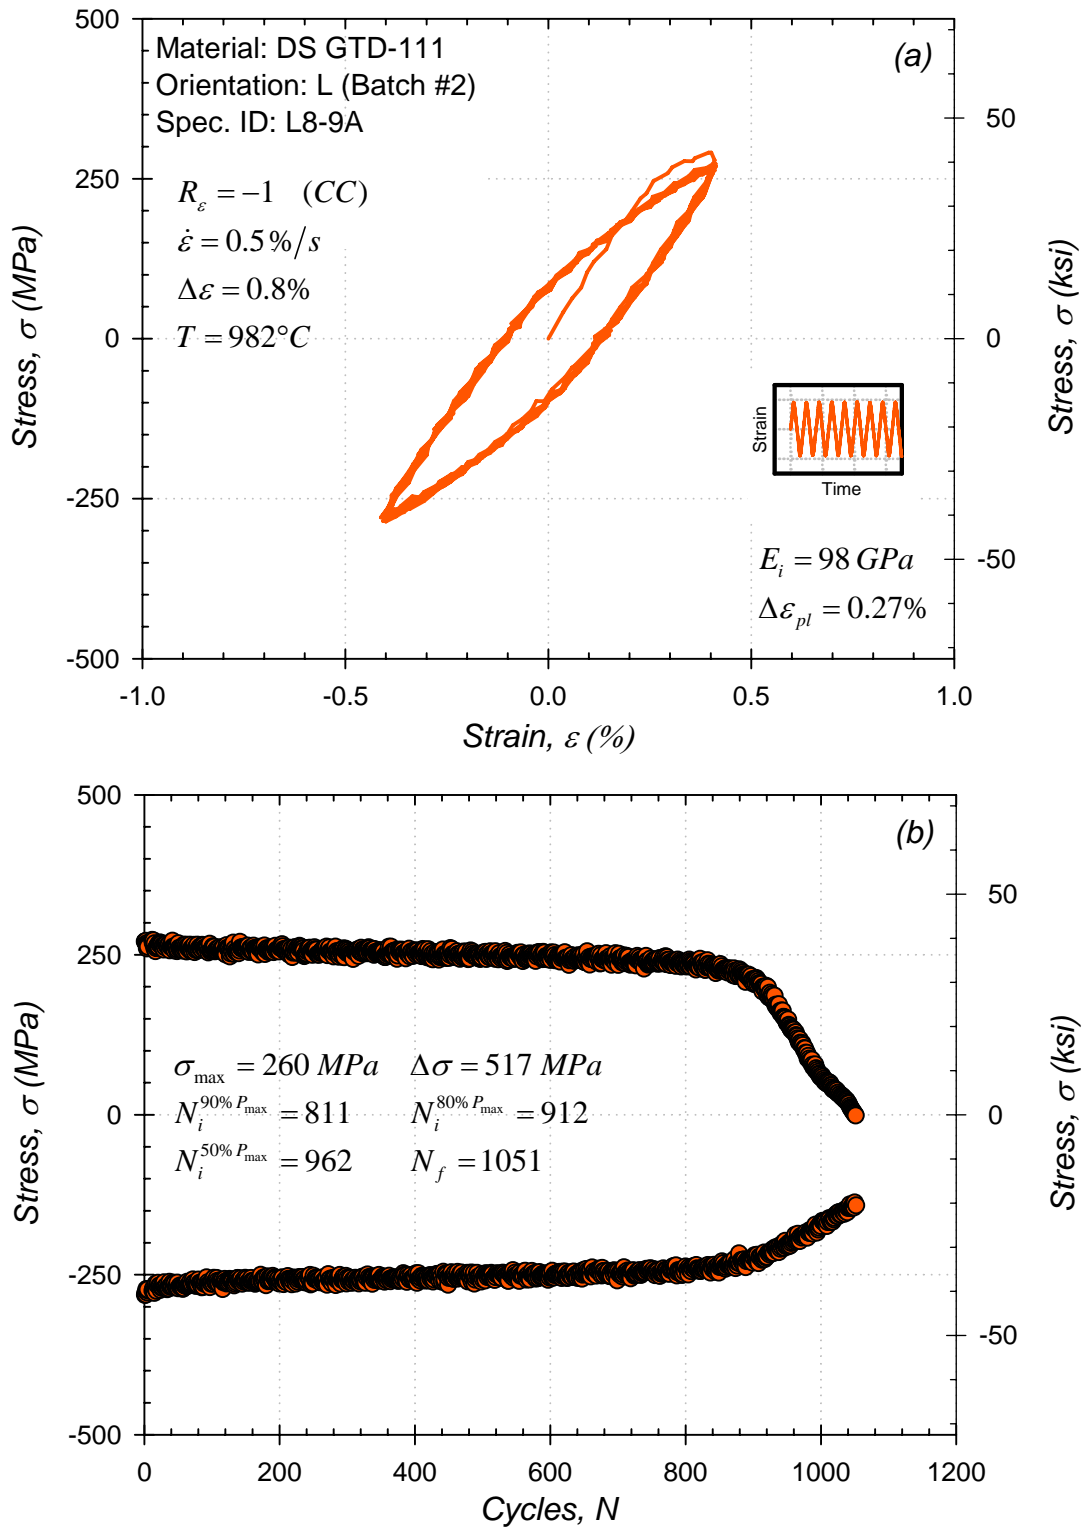 500
250
0
-250
-500
Stress, σ (MPa)
Material: DS GTD-111
Orientation: L (Batch #2)
Spec. ID: L8-9A
(a)
R_ε = −1 (CC)
ε̇ = 0.5%/s
Δε = 0.8%
T = 982°C
50
0
-50
Stress, σ (ksi)
Strain
Time
E_i = 98 GPa
Δε_pl = 0.27%
-1.0 -0.5 0.0 0.5 1.0
Strain, ε (%)
500
250
0
-250
-500
Stress, σ (MPa)
(b)
50
0
-50
Stress, σ (ksi)
σ_max = 260 MPa Δσ = 517 MPa
N_i^{90% P_max} = 811 N_i^{80% P_max} = 912
N_i^{50% P_max} = 962 N_f = 1051
0 200 400 600 800 1000 1200
Cycles, N